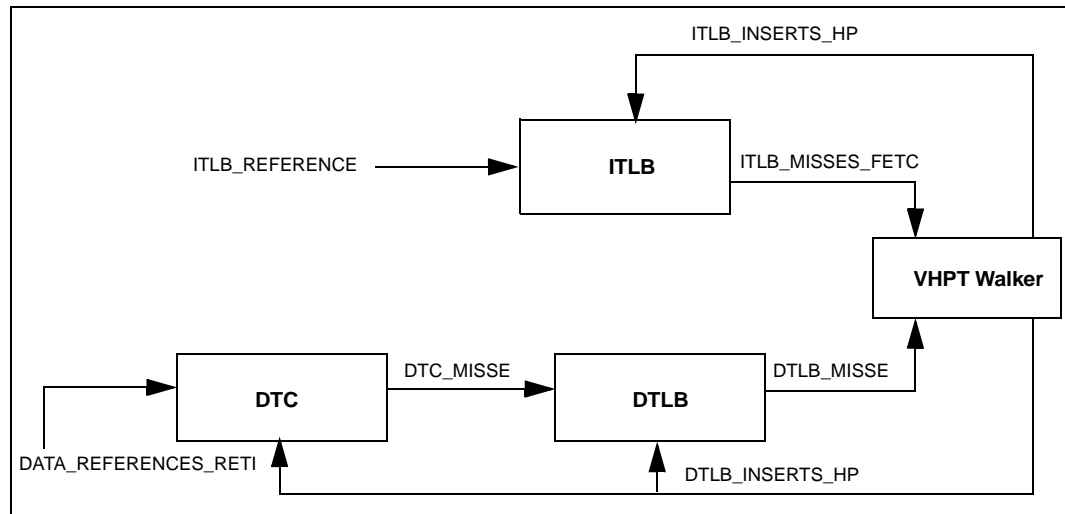 ITLB_INSERTS_HP
ITLB_REFERENCE
ITLB
ITLB_MISSES_FETC
VHPT Walker
DTC_MISSE
DTLB_MISSE
DTC
DTLB
DATA_REFERENCES_RETI
DTLB_INSERTS_HP